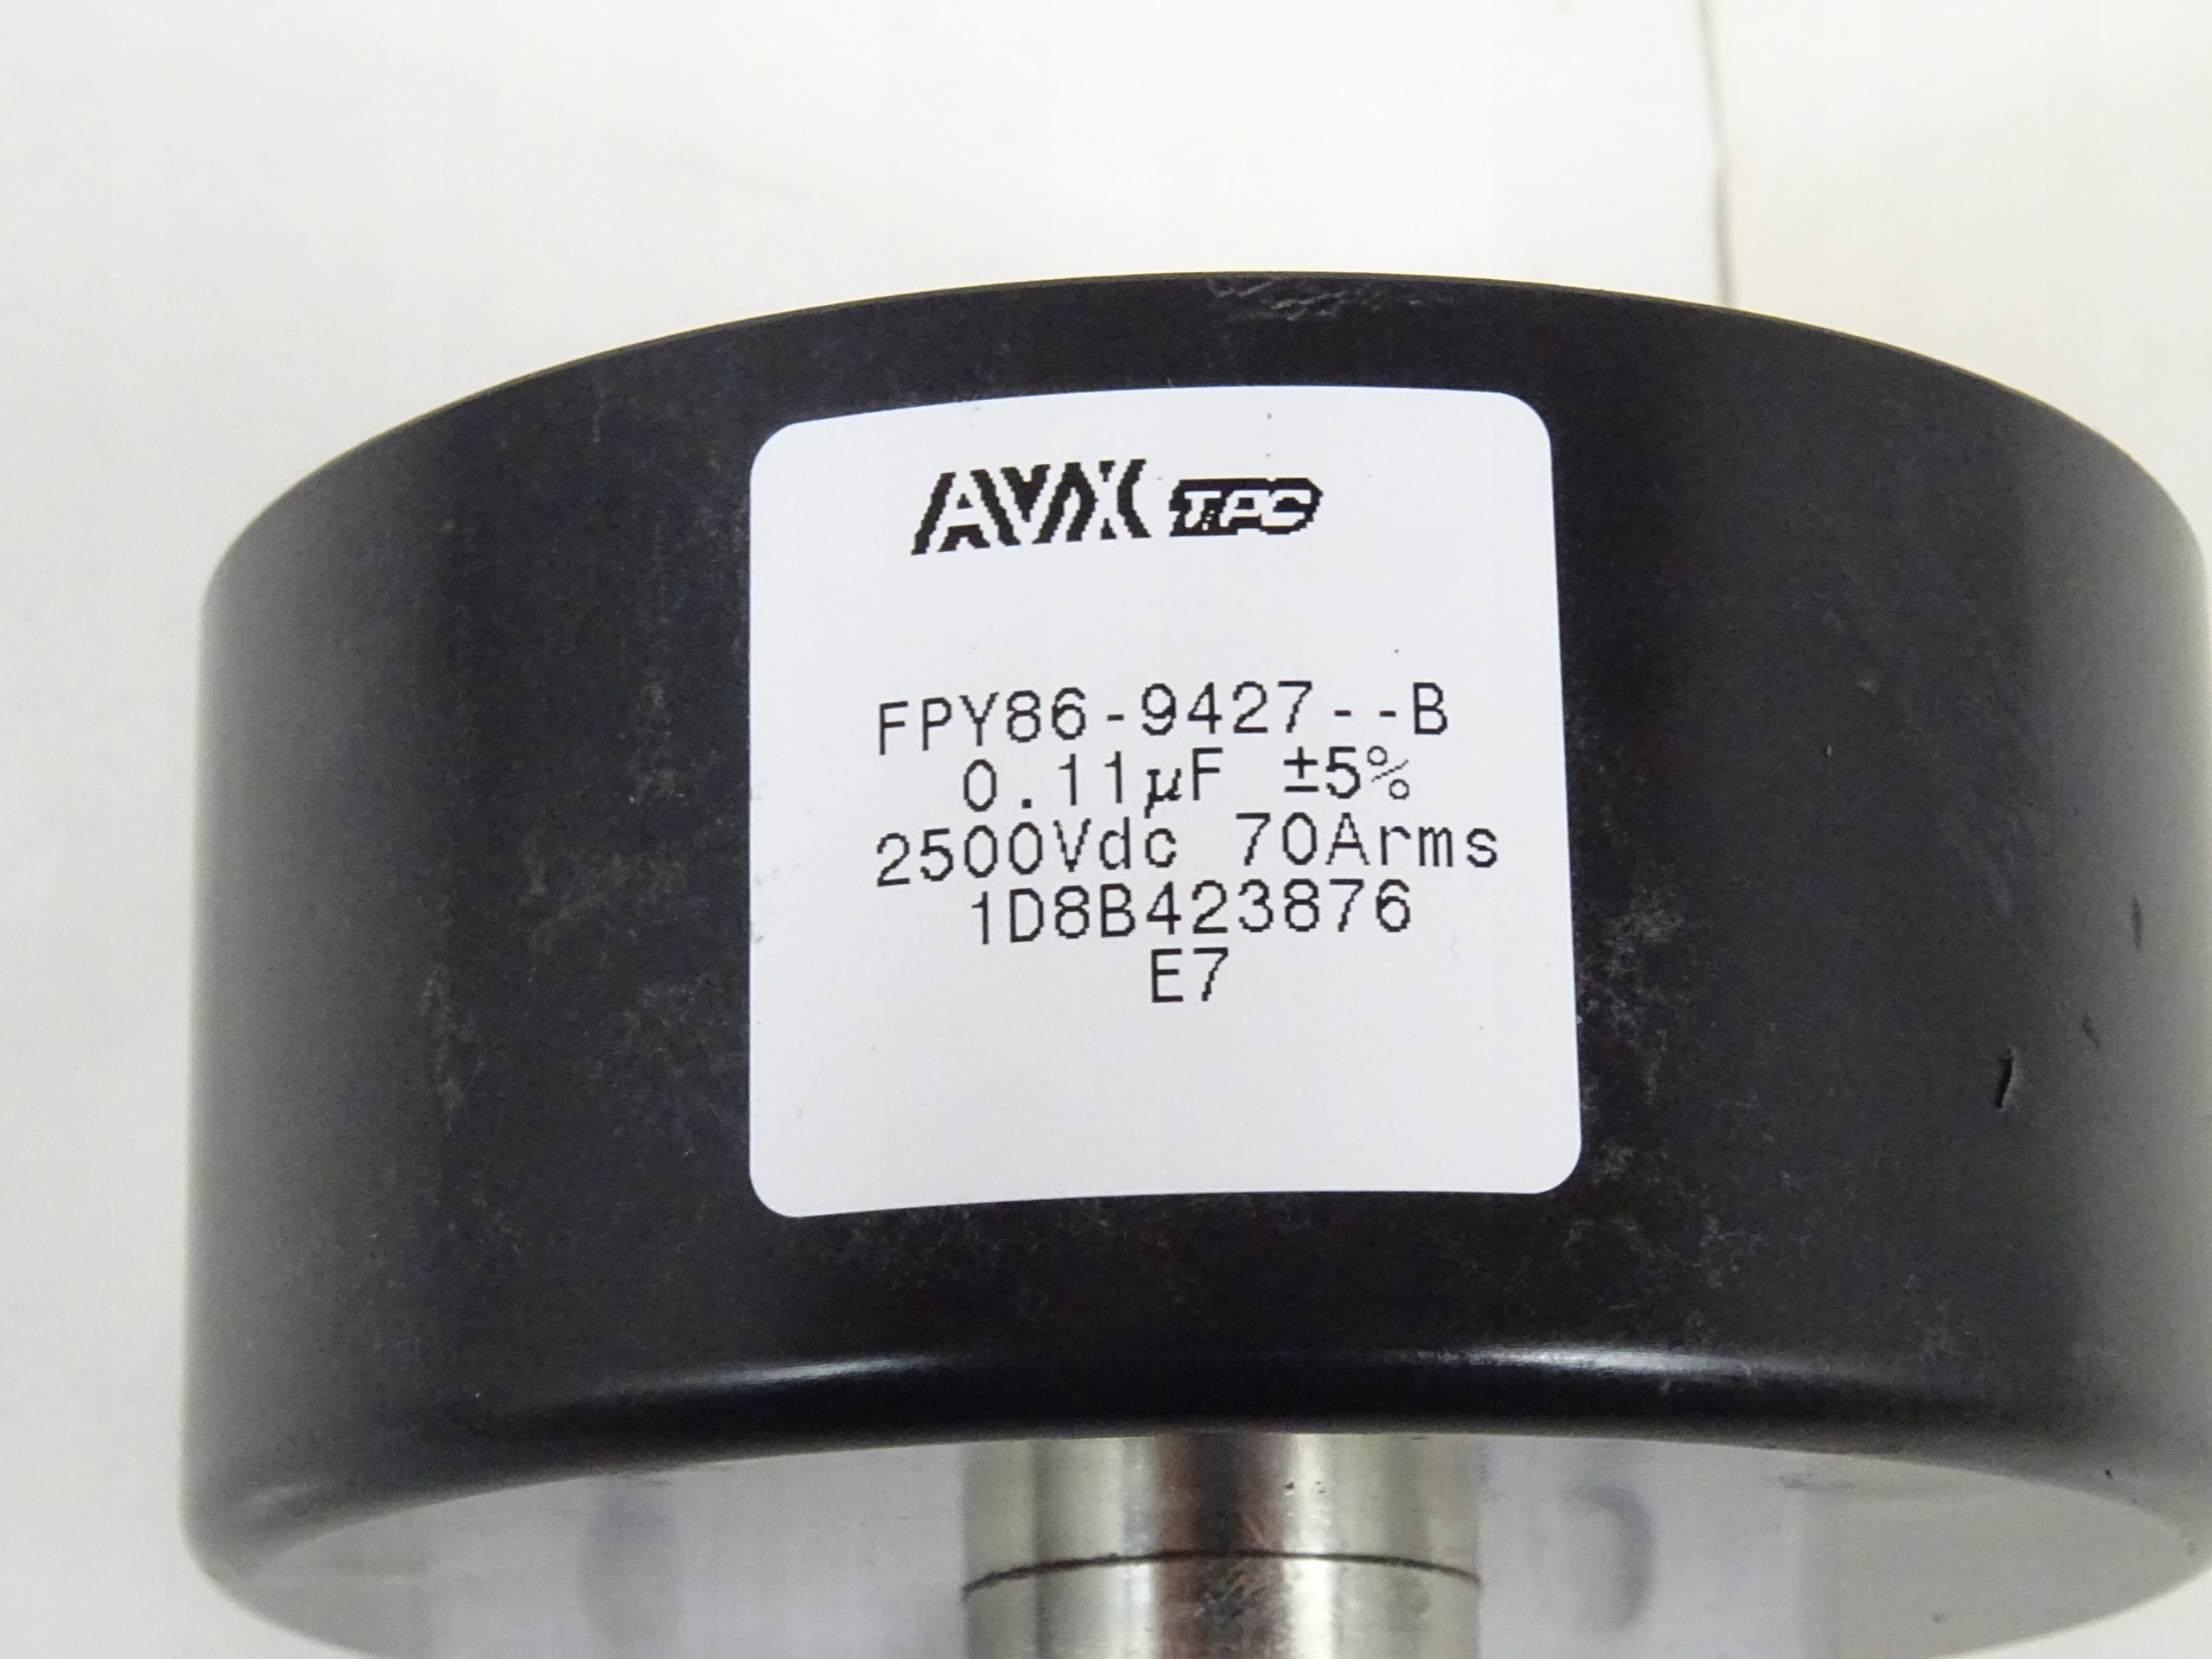 AVX TPC
FPY86-9427--B
0.11µF ±5%
2500Vdc 70Arms
1D8B423876
E7